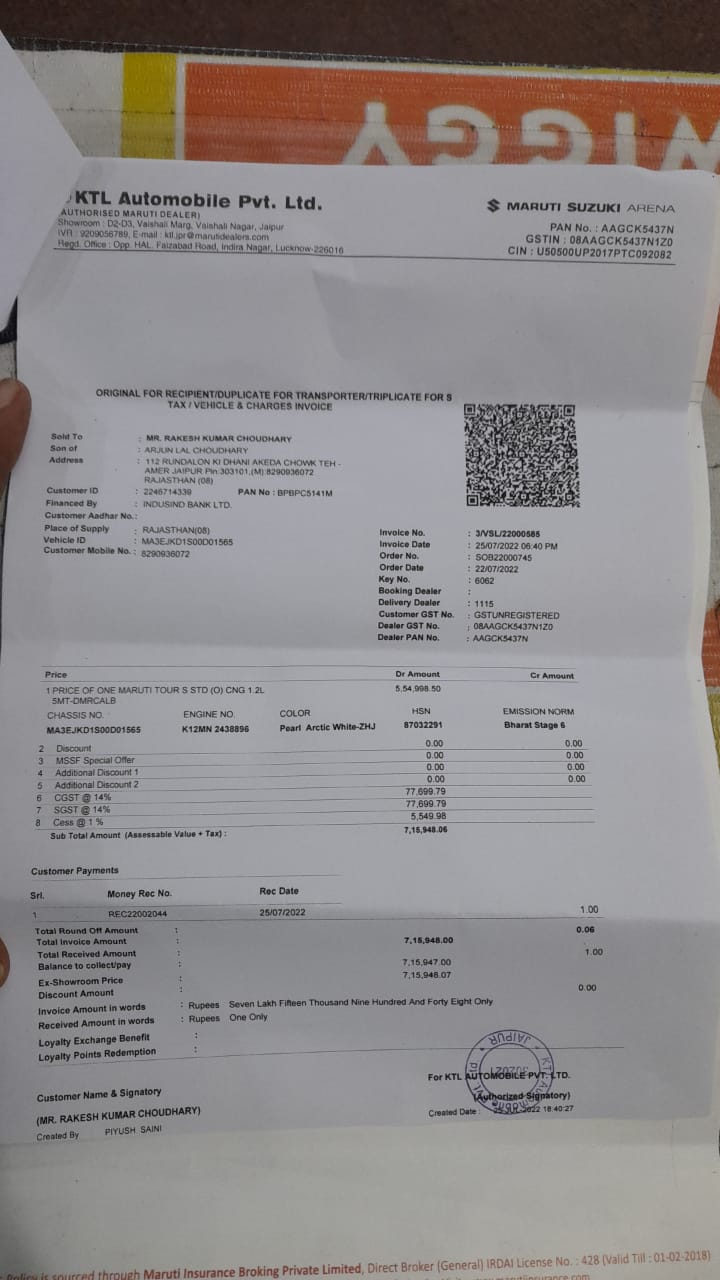 KTL Automobile Pvt. Ltd.
(AUTHORISED MARUTI DEALER)
Showroom : D2-D3, Vaishali Marg, Vaishali Nagar, Jaipur
IVR : 9209056789, E-mail : ktl.jpr@marutidealers.com
Regd. Office : Opp. HAL. Faizabad Road, Indira Nagar, Lucknow-226016
MARUTI SUZUKI ARENA
PAN No. : AAGCK5437N
GSTIN : 08AAGCK5437N1Z0
CIN : U50500UP2017PTC092082
ORIGINAL FOR RECIPIENT/DUPLICATE FOR TRANSPORTER/TRIPLICATE FOR S
TAX / VEHICLE & CHARGES INVOICE
Sold To : MR. RAKESH KUMAR CHOUDHARY
Son of : ARJUN LAL CHOUDHARY
Address : 112 RUNDALON KI DHANI AKEDA CHOWK TEH -
AMER JAIPUR Pin:303101,(M):8290936072
RAJASTHAN (08)
Customer ID : 2246714339 PAN No : BPBPC5141M
Financed By : INDUSIND BANK LTD.
Customer Aadhar No.:
Place of Supply : RAJASTHAN(08)
Vehicle ID : MA3EJKD1S00D01565
Customer Mobile No. : 8290936072
Invoice No. : 3/VSL/22000585
Invoice Date : 25/07/2022 06:40 PM
Order No. : SOB22000745
Order Date : 22/07/2022
Key No. : 6062
Booking Dealer :
Delivery Dealer : 1115
Customer GST No. : GSTUNREGISTERED
Dealer GST No. : 08AAGCK5437N1Z0
Dealer PAN No. : AAGCK5437N
Price Dr Amount Cr Amount
1 PRICE OF ONE MARUTI TOUR S STD (O) CNG 1.2L 5,54,998.50
5MT-DMRCALB
CHASSIS NO. ENGINE NO. COLOR HSN EMISSION NORM
MA3EJKD1S00D01565 K12MN 2438896 Pearl Arctic White-ZHJ 87032291 Bharat Stage 6
2 Discount 0.00 0.00
3 MSSF Special Offer 0.00 0.00
4 Additional Discount 1 0.00 0.00
5 Additional Discount 2 0.00 0.00
6 CGST @ 14% 77,699.79
7 SGST @ 14% 77,699.79
8 Cess @ 1 % 5,549.98
Sub Total Amount (Assessable Value + Tax) : 7,15,948.06
Customer Payments
Srl. Money Rec No. Rec Date
1 REC22002044 25/07/2022 1.00
Total Round Off Amount : 0.06
Total Invoice Amount : 7,15,948.00
Total Received Amount : 1.00
Balance to collect/pay : 7,15,947.00
Ex-Showroom Price : 7,15,948.07
Discount Amount : 0.00
Invoice Amount in words : Rupees Seven Lakh Fifteen Thousand Nine Hundred And Forty Eight Only
Received Amount in words : Rupees One Only
Loyalty Exchange Benefit :
Loyalty Points Redemption :
For KTL AUTOMOBILE PVT. LTD.
JAIPUR
Customer Name & Signatory
(Authorized Signatory)
(MR. RAKESH KUMAR CHOUDHARY)
Created By PIYUSH SAINI
Created Date : 2022 18:40:27
Policy is sourced through Maruti Insurance Broking Private Limited, Direct Broker (General) IRDAI License No. : 428 (Valid Till : 01-02-2018)